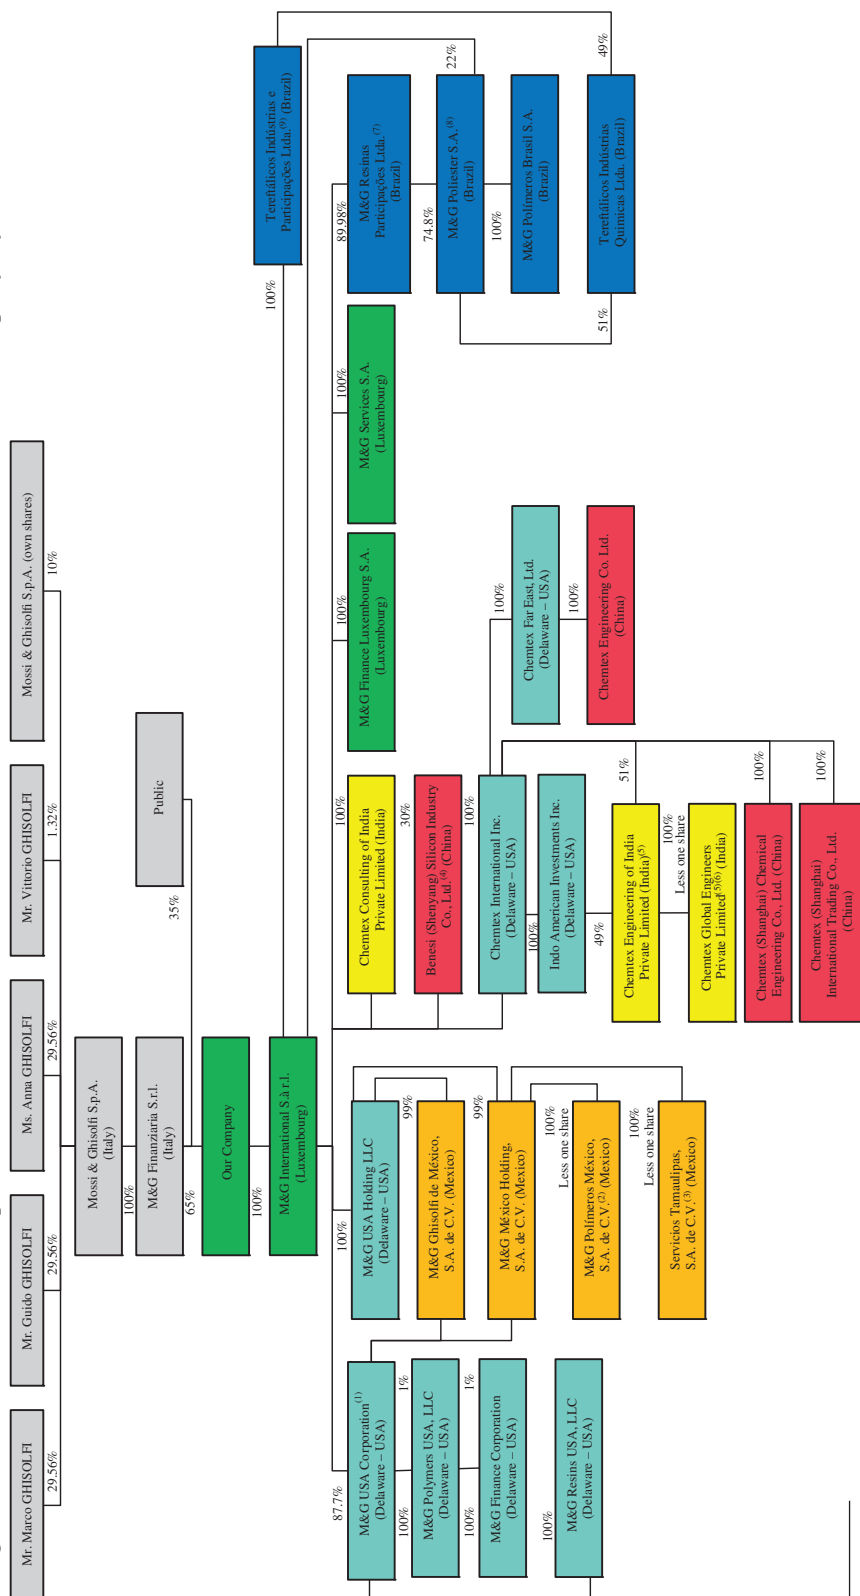 Mr. Marco GHISOLFI
29.56%
Mr. Guido GHISOLFI
29.56%
Ms. Anna GHISOLFI
29.56%
Mr. Vittorio GHISOLFI
1.32%
Mossi & Ghisolfi S.p.A. (own shares)
10%
Mossi & Ghisolfi S.p.A.
(Italy)
100%
M&G Finanziaria S.r.l.
(Italy)
65%
Public
35%
Our Company
100%
M&G International S.à r.l.
(Luxembourg)
100%
Tereftálicos Indústrias e
Participações Ltda.(9) (Brazil)
87.7%
M&G USA Corporation(1)
(Delaware – USA)
100%
1%
M&G Polymers USA, LLC
(Delaware – USA)
100%
1%
M&G Finance Corporation
(Delaware – USA)
100%
M&G Resins USA, LLC
(Delaware – USA)
100%
M&G USA Holding LLC
(Delaware – USA)
99%
M&G Ghisolfi de México,
S.A. de C.V. (Mexico)
99%
M&G México Holding,
S.A. de C.V. (Mexico)
100%
Less one share
M&G Polímeros México,
S.A. de C.V.(2) (Mexico)
100%
Less one share
Servicios Tamaulipas,
S.A. de C.V.(3) (Mexico)
100%
Chemtex Consulting of India
Private Limited (India)
30%
Benesi (Shenyang) Silicon Industry
Co., Ltd.(4) (China)
100%
Chemtex International Inc.
(Delaware – USA)
100%
Indo American Investments Inc.
(Delaware – USA)
49%
51%
Chemtex Engineering of India
Private Limited (India)(5)
100%
Less one share
Chemtex Global Engineers
Private Limited(5)(6) (India)
100%
Chemtex (Shanghai) Chemical
Engineering Co., Ltd. (China)
100%
Chemtex (Shanghai)
International Trading Co., Ltd.
(China)
100%
Chemtex Far East, Ltd.
(Delaware – USA)
100%
Chemtex Engineering Co. Ltd.
(China)
100%
M&G Finance Luxembourg S.A.
(Luxembourg)
100%
M&G Services S.A.
(Luxembourg)
89.98%
M&G Resinas
Participações Ltda.(7)
(Brazil)
74.8%
22%
M&G Poliester S.A.(8)
(Brazil)
100%
M&G Polímeros Brasil S.A.
(Brazil)
51%
49%
Tereftálicos Indústrias
Químicas Ltda. (Brazil)